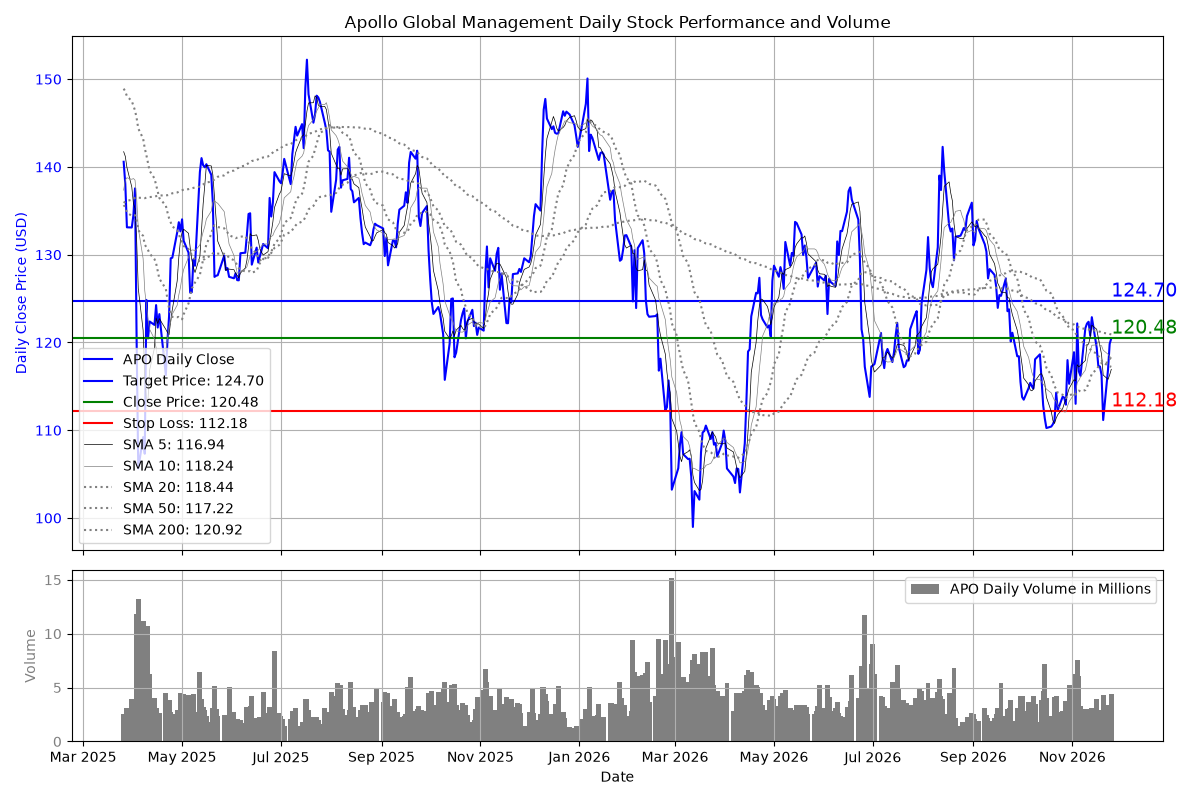 Apollo Global Management Daily Stock Performance and Volume
Daily Close Price (USD)
150
140
130
120
110
100
124.70
120.48
112.18
APO Daily Close
Target Price: 124.70
Close Price: 120.48
Stop Loss: 112.18
SMA 5: 116.94
SMA 10: 118.24
SMA 20: 118.44
SMA 50: 117.22
SMA 200: 120.92
Volume
15
10
5
0
APO Daily Volume in Millions
Mar 2025 May 2025 Jul 2025 Sep 2025 Nov 2025 Jan 2026 Mar 2026 May 2026 Jul 2026 Sep 2026 Nov 2026
Date